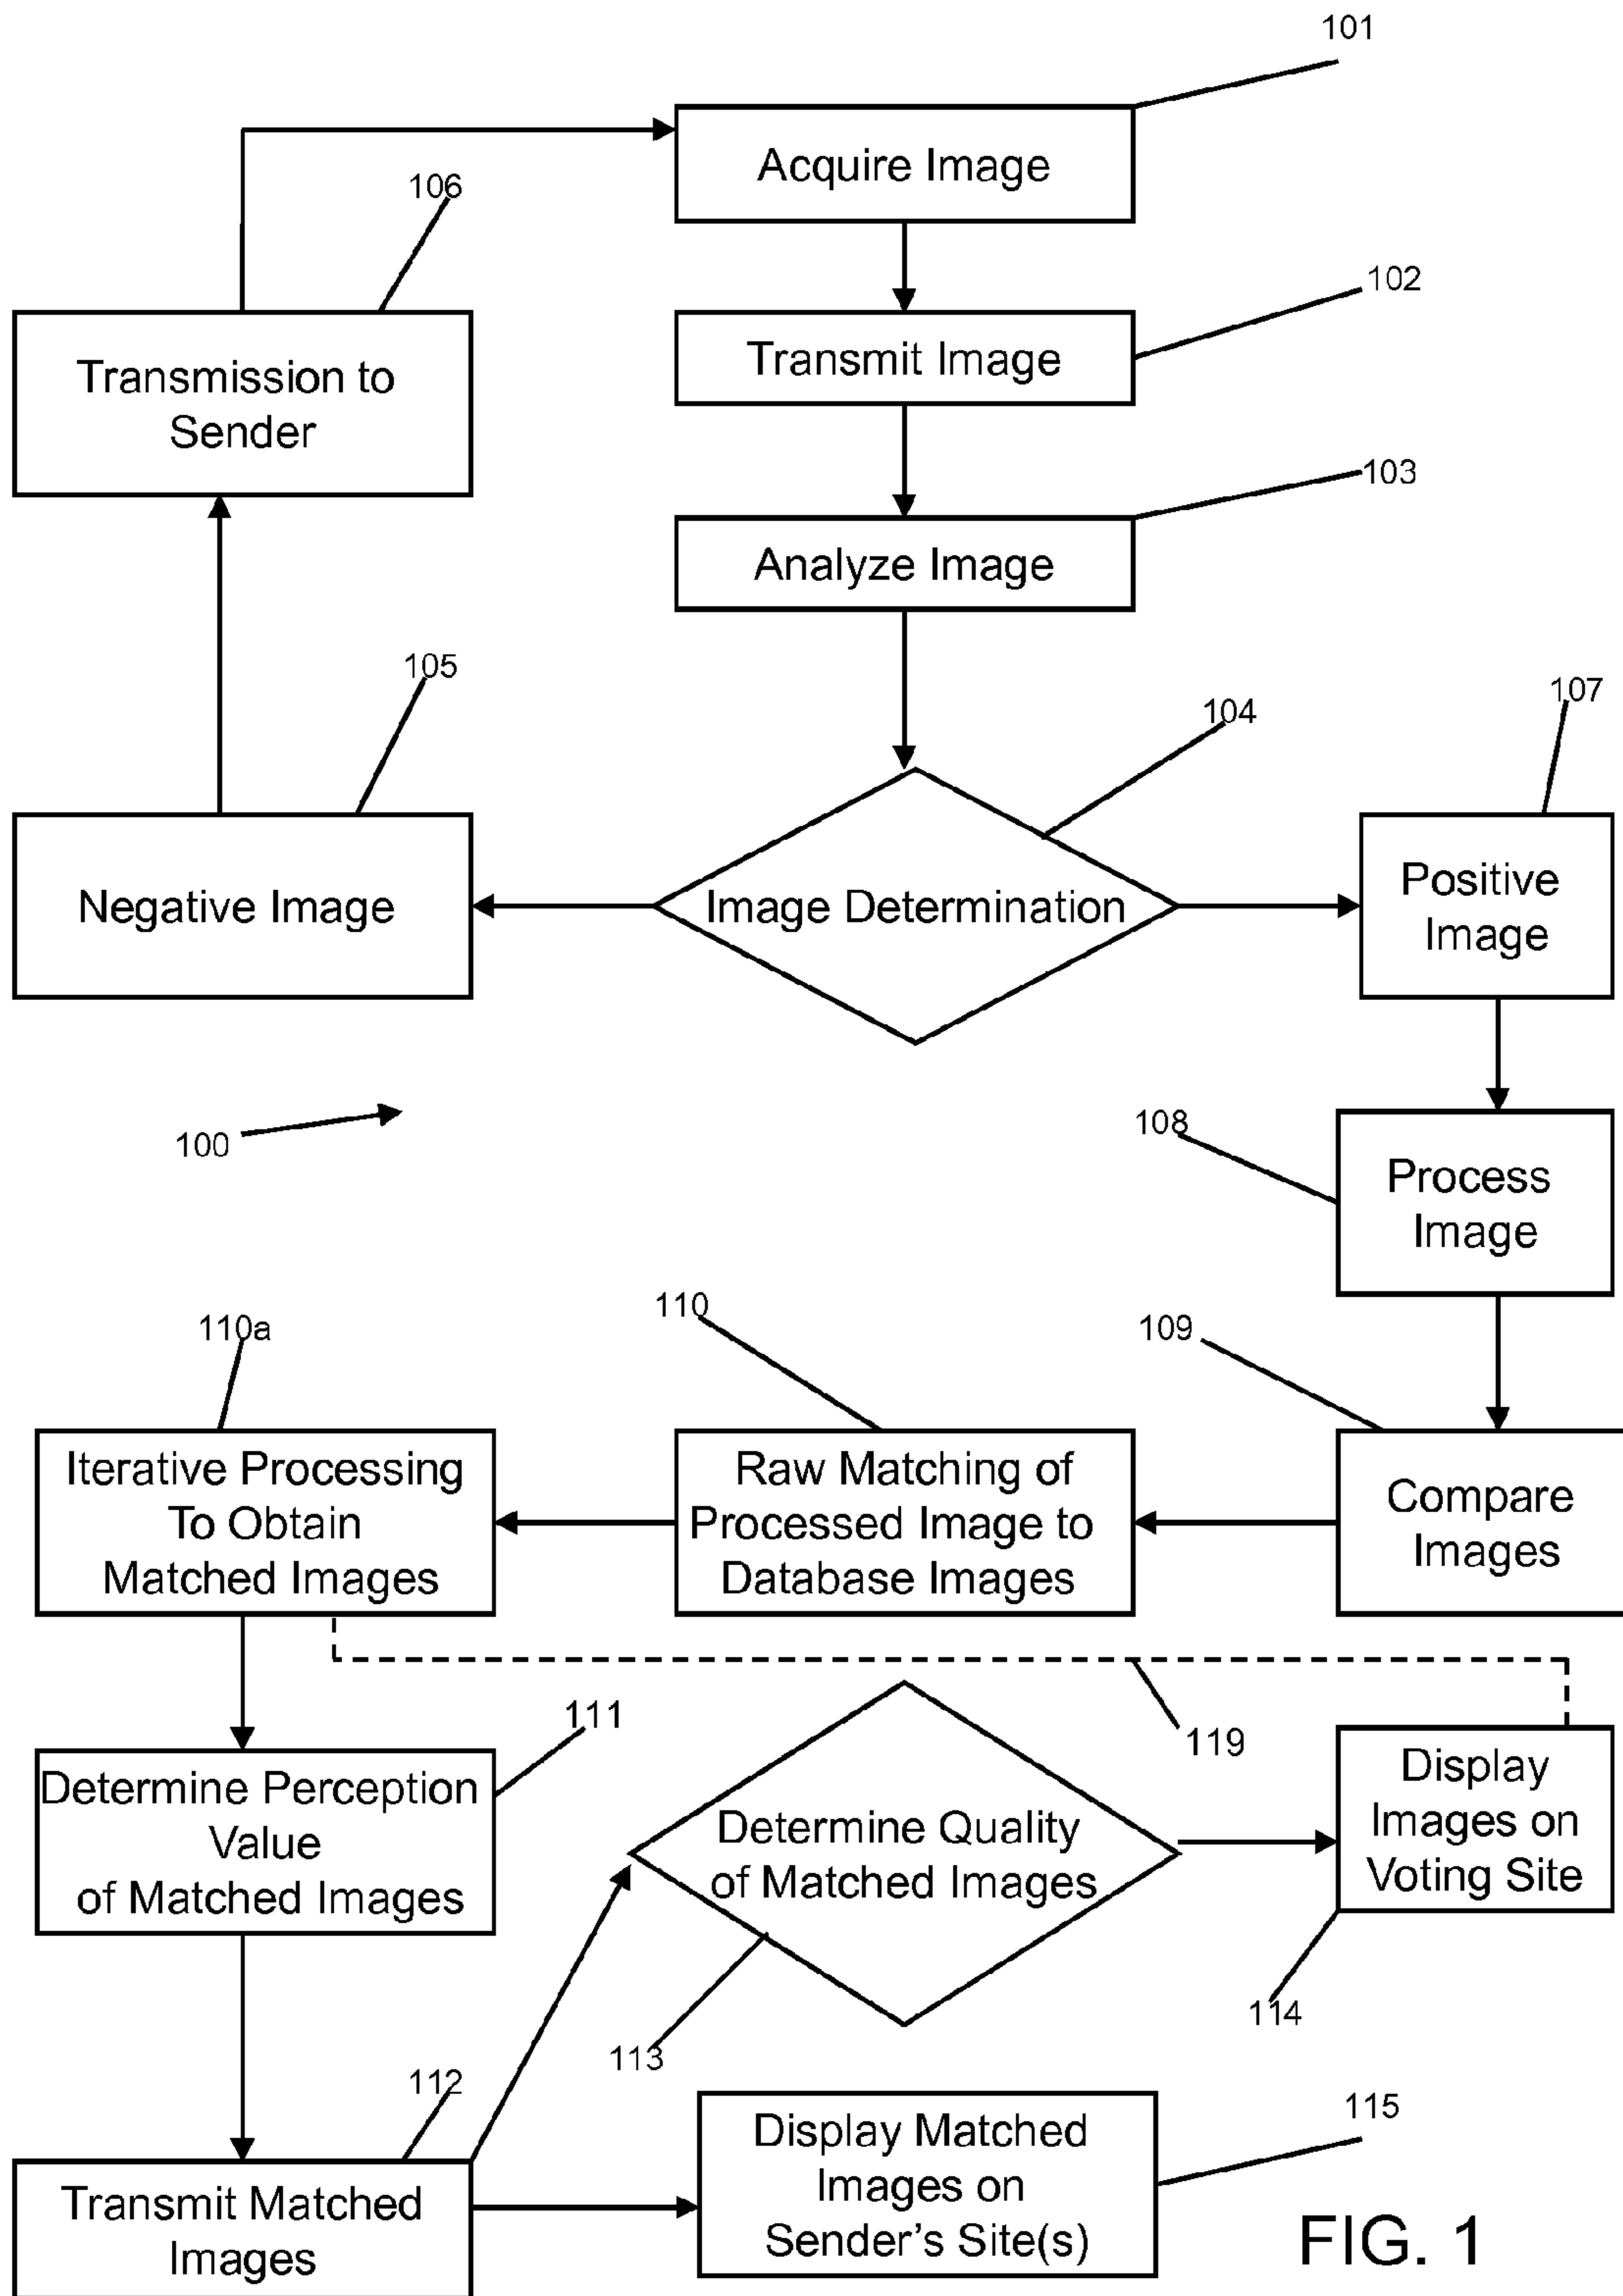 101
Acquire Image
106
102
Transmit Image
Transmission to
Sender
103
Analyze Image
105
107
104
Negative Image
Image Determination
Positive
Image
100
108
Process
Image
110a
110
109
Iterative Processing
To Obtain
Matched Images
Raw Matching of
Processed Image to
Database Images
Compare
Images
111
119
Determine Perception
Value
of Matched Images
Determine Quality
of Matched Images
Display
Images on
Voting Site
113
114
112
Transmit Matched
Images
Display Matched
Images on
Sender's Site(s)
115
FIG. 1